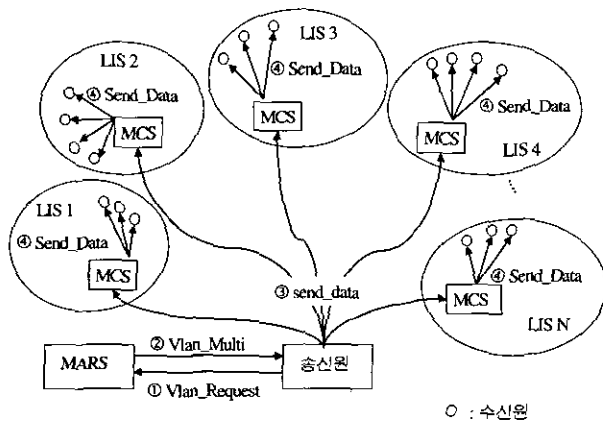 LIS 3
LIS 2
④ Send_Data
④ Send_Data
MCS
④ Send_Data
MCS
MCS
LIS 4
LIS 1
④ Send_Data
MCS
④ Send_Data
③ send_data
MCS
LIS N
② Vlan_Multi
MARS
송신원
① Vlan_Request
○ : 수신원